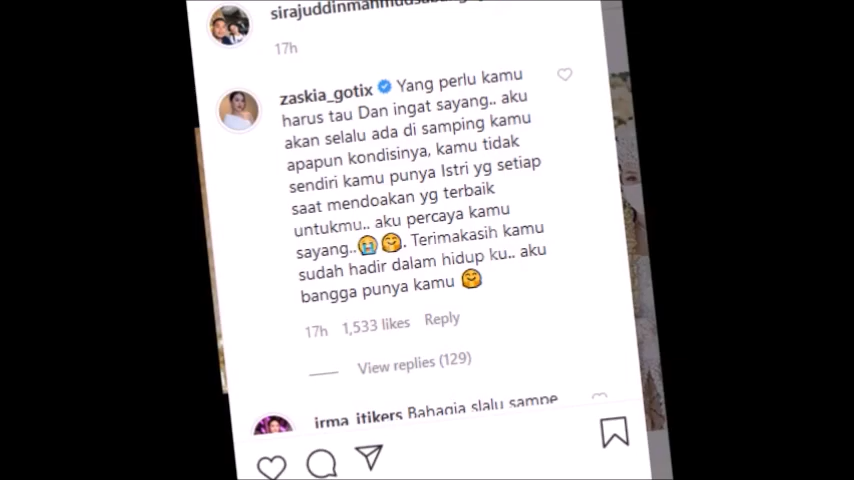 17h
zaskia_gotix Yang perlu kamu
harus tau Dan ingat sayang.. aku
akan selalu ada di samping kamu
apapun kondisinya, kamu tidak
sendiri kamu punya Istri yg setiap
saat mendoakan yg terbaik
untukmu.. aku percaya kamu
sayang..😭🤗. Terimakasih kamu
sudah hadir dalam hidup ku.. aku
bangga punya kamu 🤗
17h 1,533 likes Reply
View replies (129)
irma_itikers Bahagia slalu sampe